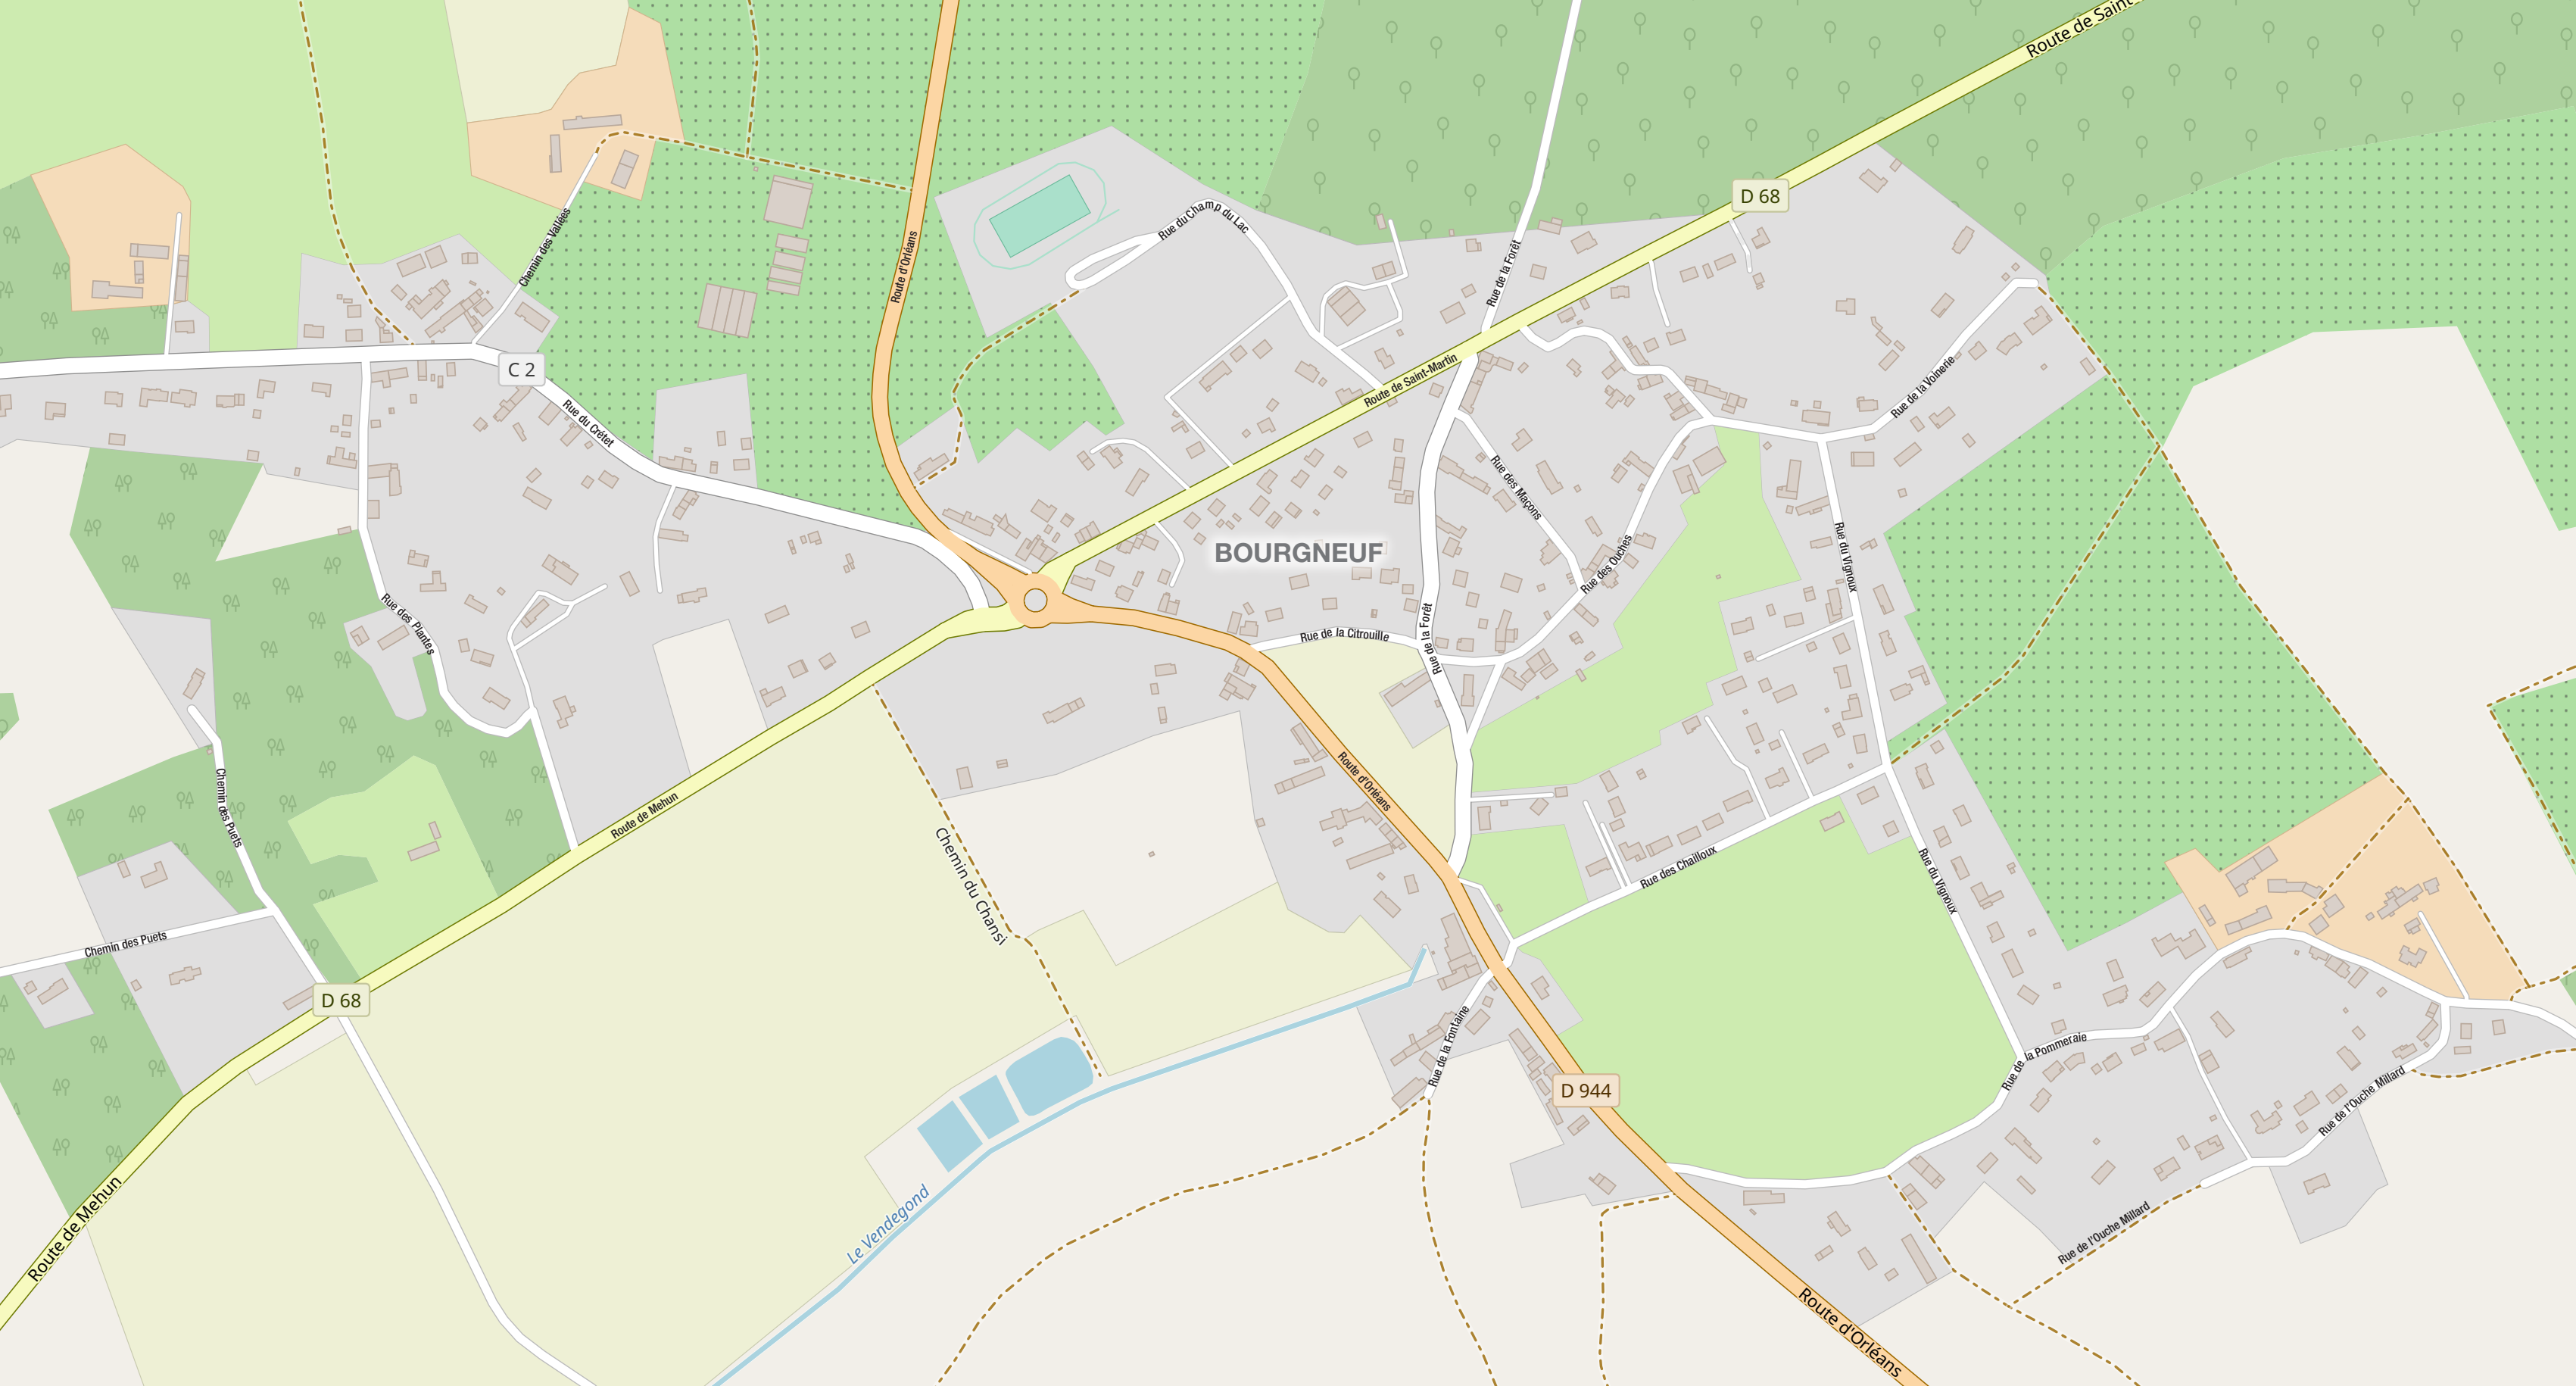 Route de Saint-
D 68
Chemin des Vallées
Route d'Orléans
Rue du Champ du Lac
Rue de la Forêt
C 2
Rue du Crétet
Route de Saint-Martin
Rue de la Voinerie
Rue des Maçons
BOURGNEUF
Rue du Vignoux
Rue des Ouches
Rue des Plantes
Rue de la Citrouille
Rue de la Forêt
Chemin des Puets
Route de Mehun
Route d'Orléans
Chemin du Chansi
Rue des Chailloux
Rue du Vignoux
Chemin des Puets
D 68
Rue de la Fontaine
Rue de la Pommeraie
D 944
Rue de l'Ouche Millard
Route de Mehun
Le Vendegond
Rue de l'Ouche Millard
Route d'Orléans